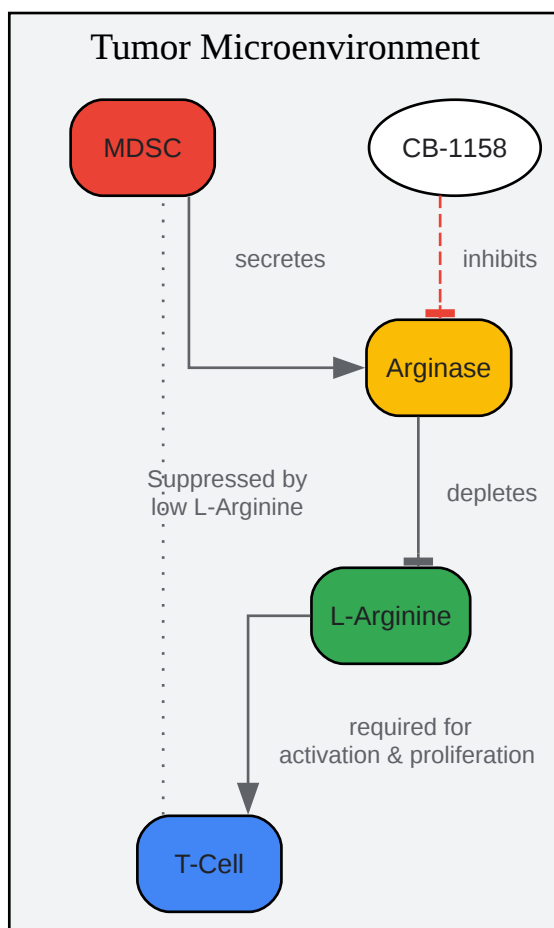 Tumor Microenvironment
MDSC
CB-1158
secretes
inhibits
Arginase
Suppressed by
low L-Arginine
depletes
L-Arginine
required for
activation & proliferation
T-Cell